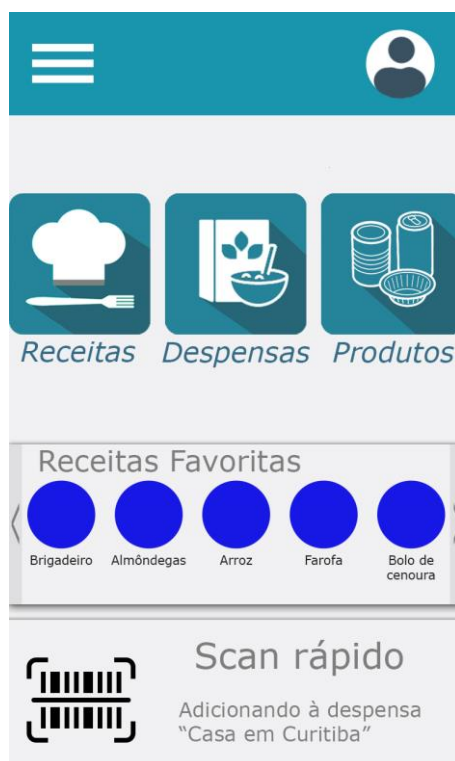 Receitas Despensas Produtos
Receitas Favoritas
Brigadeiro Almôndegas Arroz Farofa Bolo de
cenoura
Scan rápido
Adicionando à despensa
"Casa em Curitiba"